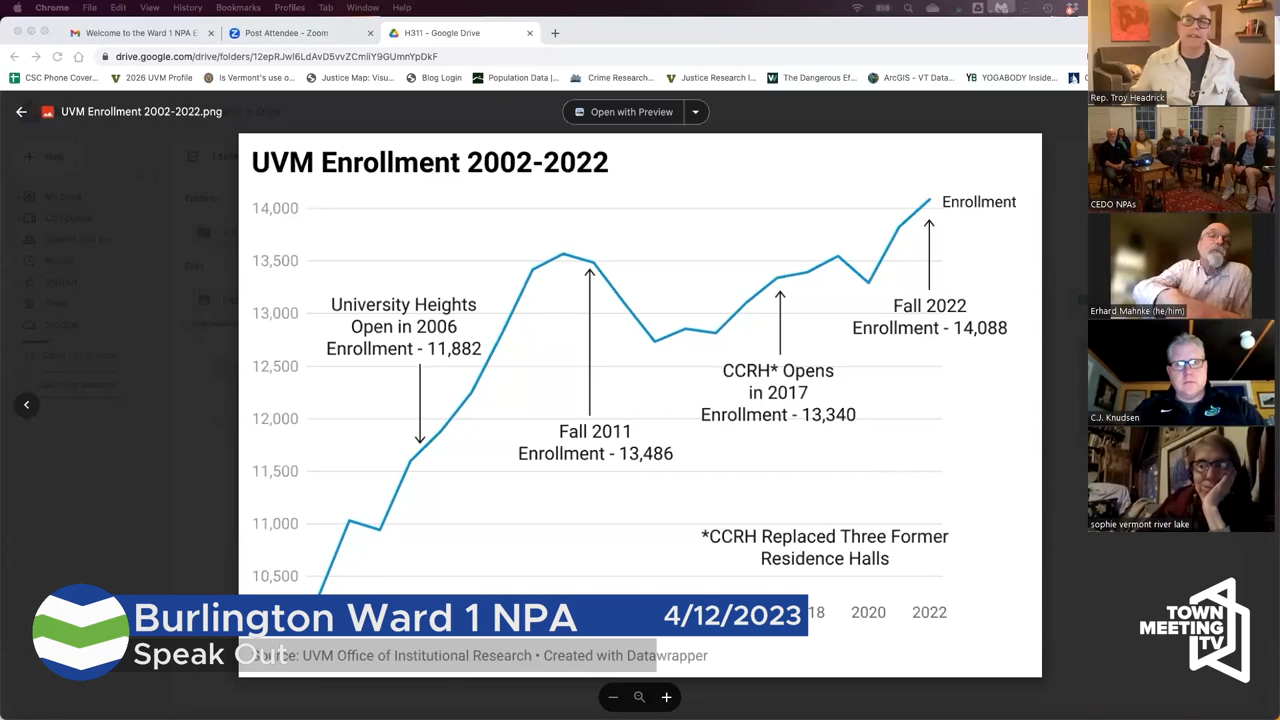 Chrome File Edit View History Bookmarks Profiles Tab Window Help
Welcome to the Ward 1 NPA E
Post Attendee - Zoom
H311 - Google Drive
drive.google.com/drive/folders/12epRJwI6LdAvD5vvZCmiiY9GUmnYpDkF
CSC Phone Cover...
2026 UVM Profile
Is Vermont's use o...
Justice Map: Visu...
Blog Login
Population Data |...
Crime Research...
Justice Research I...
The Dangerous Ef...
ArcGIS - VT Data...
YOGABODY Inside...
UVM Enrollment 2002-2022.png
Open with Preview
UVM Enrollment 2002-2022
14,000
13,500
13,000
12,500
12,000
11,500
11,000
10,500
Enrollment
University Heights
Open in 2006
Enrollment - 11,882
Fall 2011
Enrollment - 13,486
CCRH* Opens
in 2017
Enrollment - 13,340
Fall 2022
Enrollment - 14,088
*CCRH Replaced Three Former
Residence Halls
18 2020 2022
Source: UVM Office of Institutional Research • Created with Datawrapper
Burlington Ward 1 NPA 4/12/2023
Speak Out
Rep. Troy Headrick
CEDO NPAs
Erhard Mahnke (he/him)
C.J. Knudsen
sophie vermont river lake
TOWN
MEETING
TV